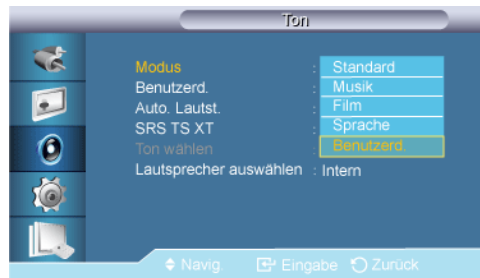 Ton
Modus : Standard
Benutzerd. : Musik
Auto. Lautst. : Film
SRS TS XT : Sprache
Ton wählen : Benutzerd.
Lautsprecher auswählen : Intern
Navig. Eingabe Zurück